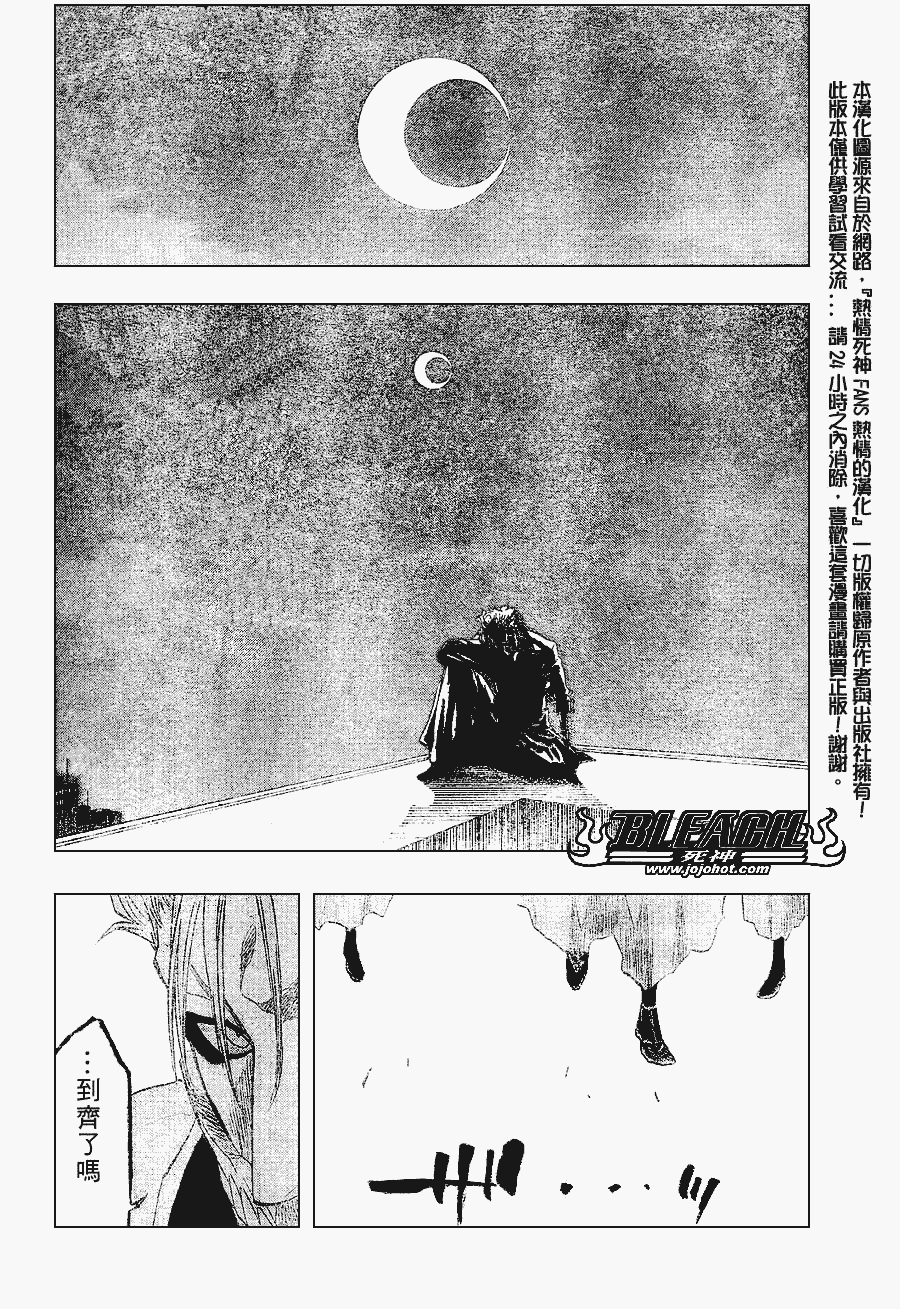 本漢化圖源來自於網路，『熱情死神FANS熱情的漢化』一切版權歸原作者與出版社擁有！
此版本僅供學習試看交流... 請24小時之內消除，喜歡這套漫畫請購買正版！謝謝。
BLEACH
死神
www.jojohot.com
…到齊了嗎